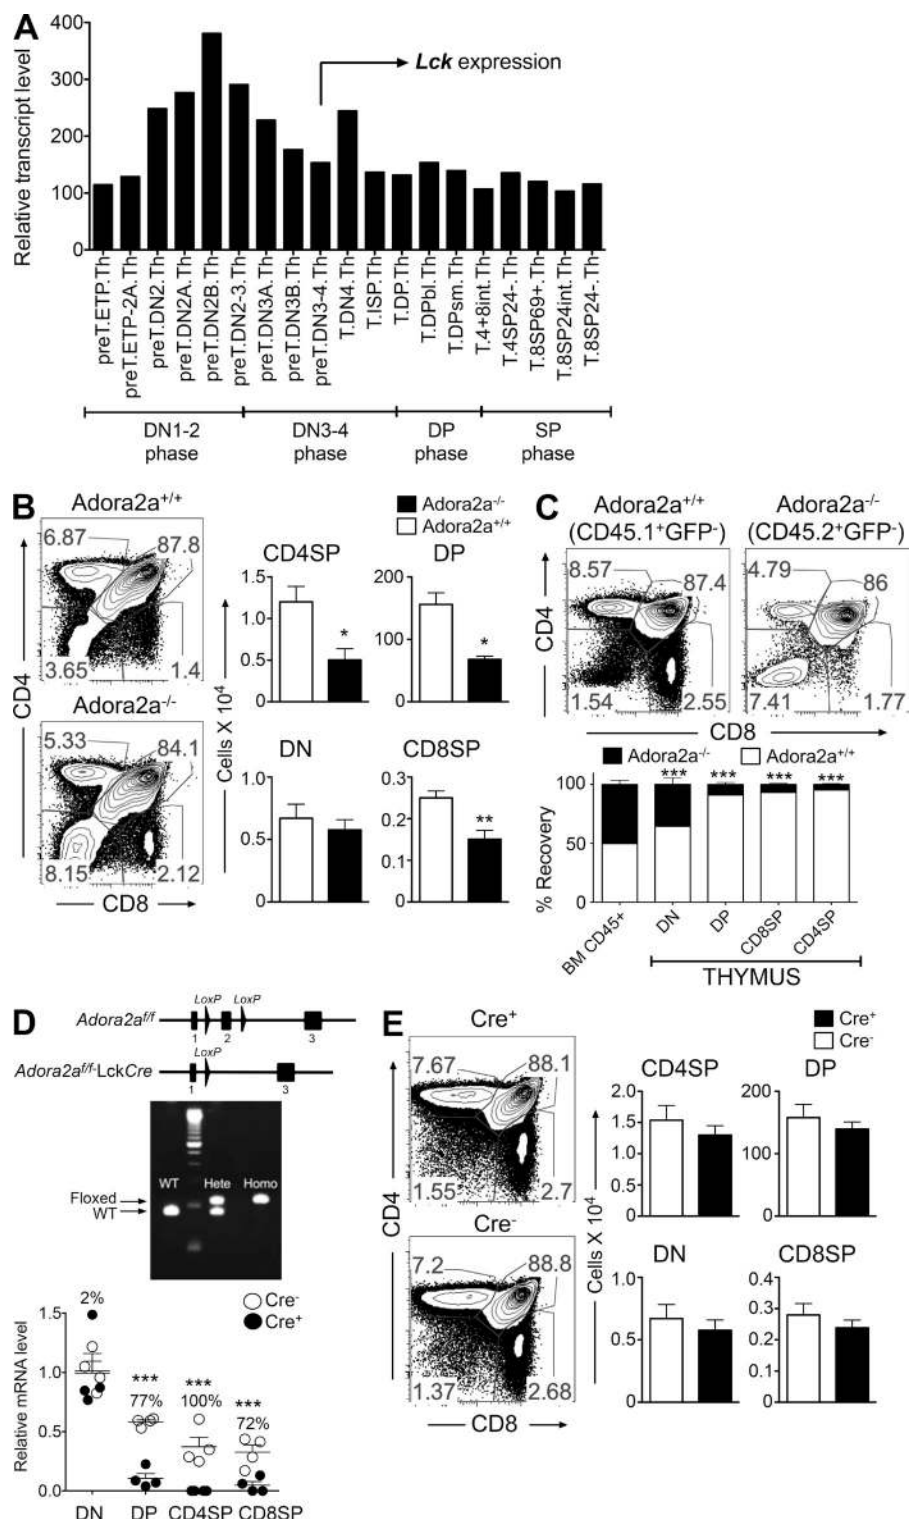 A
400
300
200
100
0
Relative transcript level
Lck expression
preT.ETP.Th
preT.ETP-2A.Th
preT.DN2.Th
preT.DN2A.Th
preT.DN2B.Th
preT.DN2-3.Th
preT.DN3A.Th
preT.DN3B.Th
preT.DN3-4.Th
T.DN4.Th
T.ISP.Th
T.DP.Th
T.DPbl.Th
T.DPsm.Th
T.4+8int.Th
T.4SP24-.Th
T.8SP69+.Th
T.8SP24int.Th
T.8SP24-.Th
DN1-2 phase
DN3-4 phase
DP phase
SP phase
B
Adora2a+/+
6.87
87.8
3.65
1.4
Adora2a-/-
5.33
84.1
8.15
2.12
CD4
CD8
Adora2a-/-
Adora2a+/+
Cells X 10⁴
CD4SP
1.5
1.0
0.5
0
*
DP
200
100
0
*
DN
1.0
0.5
0
CD8SP
0.3
0.2
0.1
0
**
C
Adora2a+/+
(CD45.1+GFP-)
8.57
87.4
1.54
2.55
Adora2a-/-
(CD45.2+GFP-)
4.79
86
7.41
1.77
CD4
CD8
Adora2a-/-
Adora2a+/+
% Recovery
100
50
0
***
***
***
***
BM CD45+
DN
DP
CD8SP
CD4SP
THYMUS
D
Adora2a f/f
LoxP
LoxP
1
2
3
Adora2a f/f-LckCre
LoxP
1
3
WT
Hete
Homo
Floxed
WT
Cre-
Cre+
Relative mRNA level
1.5
1.0
0.5
0.0
2%
***
77%
***
100%
***
72%
DN
DP
CD4SP
CD8SP
E
Cre+
7.67
88.1
1.55
2.7
Cre-
7.2
88.8
1.37
2.68
CD4
CD8
Cre+
Cre-
Cells X 10⁴
CD4SP
2.0
1.5
1.0
0.5
0
DP
200
100
0
DN
1.0
0.5
0
CD8SP
0.4
0.3
0.2
0.1
0